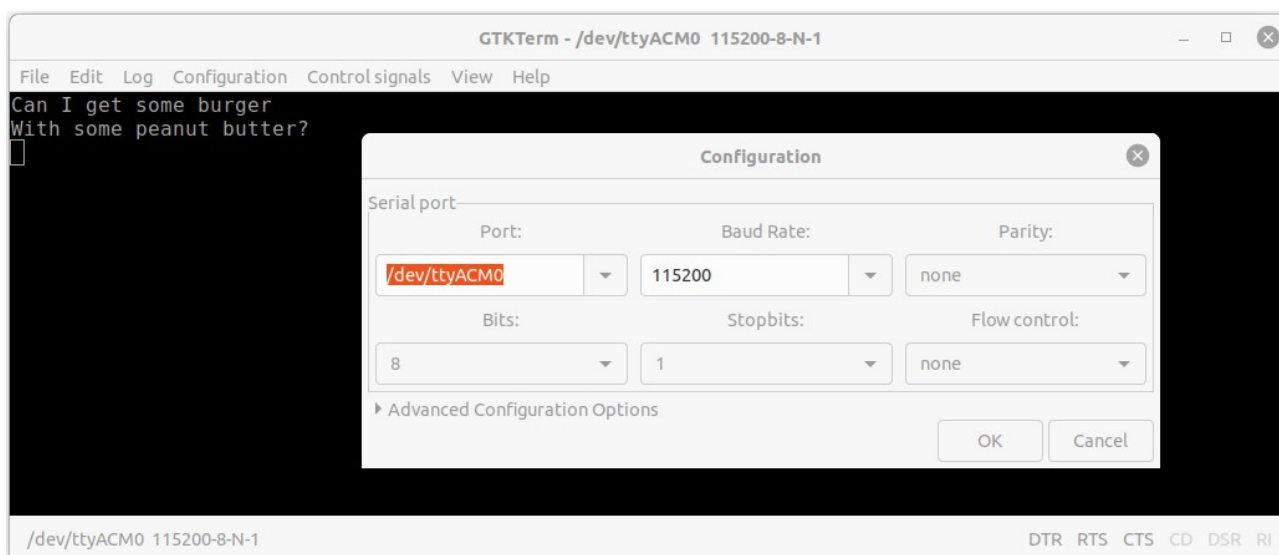 GTKTerm - /dev/ttyACM0 115200-8-N-1
File Edit Log Configuration Control signals View Help
Can I get some burger
With some peanut butter?
Configuration
Serial port
Port: Baud Rate: Parity:
/dev/ttyACM0 115200 none
Bits: Stopbits: Flow control:
8 1 none
Advanced Configuration Options
OK Cancel
/dev/ttyACM0 115200-8-N-1 DTR RTS CTS CD DSR RI